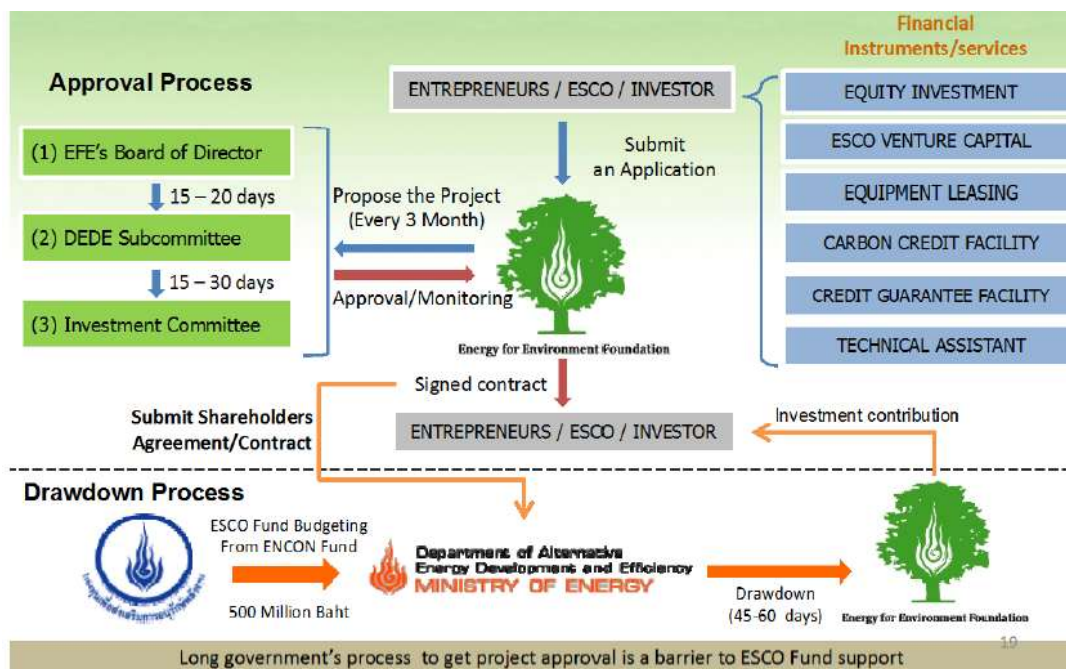 Financial
Instruments/services
Approval Process
ENTREPRENEURS / ESCO / INVESTOR
EQUITY INVESTMENT
ESCO VENTURE CAPITAL
EQUIPMENT LEASING
CARBON CREDIT FACILITY
CREDIT GUARANTEE FACILITY
TECHNICAL ASSISTANT
(1) EFE's Board of Director
15 – 20 days
(2) DEDE Subcommittee
15 – 30 days
(3) Investment Committee
Submit
an Application
Propose the Project
(Every 3 Month)
Approval/Monitoring
Energy for Environment Foundation
Signed contract
Submit Shareholders
Agreement/Contract
ENTREPRENEURS / ESCO / INVESTOR
Investment contribution
Drawdown Process
ESCO Fund Budgeting
From ENCON Fund
500 Million Baht
Department of Alternative
Energy Development and Efficiency
MINISTRY OF ENERGY
Drawdown
(45-60 days)
Energy for Environment Foundation
19
Long government's process to get project approval is a barrier to ESCO Fund support